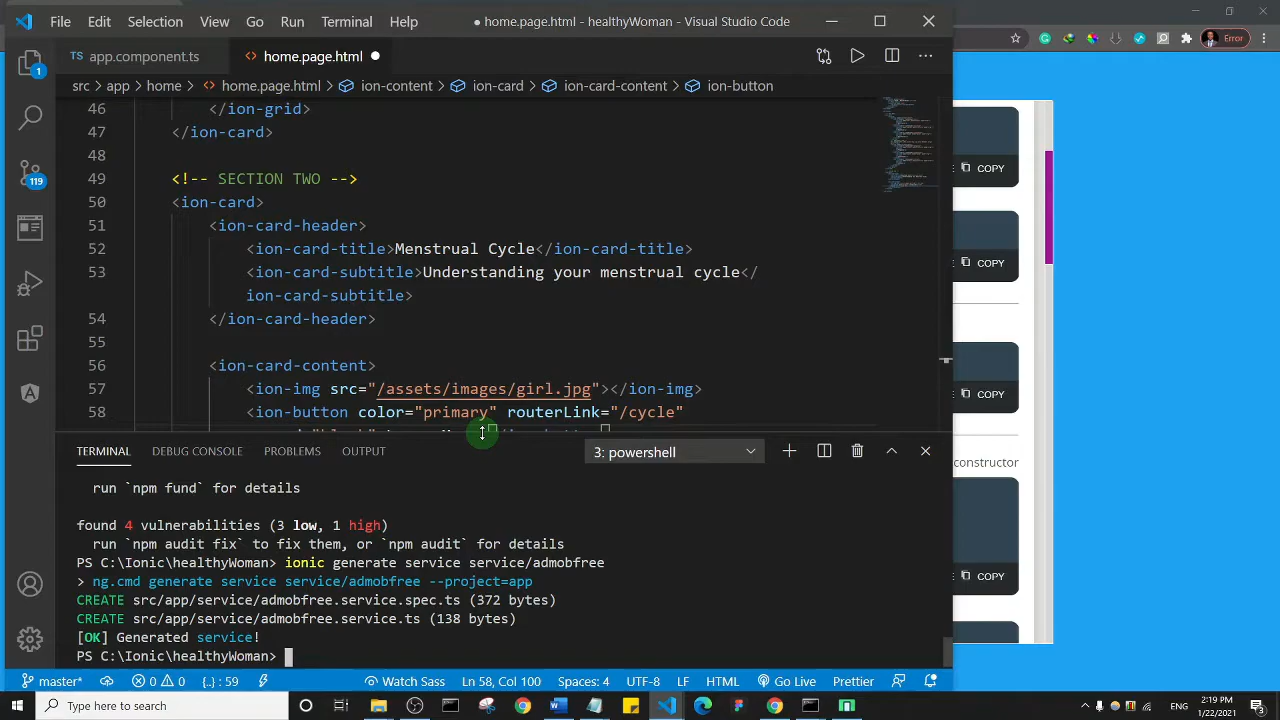 File Edit Selection View Go Run Terminal Help
● home.page.html - healthyWoman - Visual Studio Code
Error
TS app.component.ts
<> home.page.html ●
src > app > home > <> home.page.html > ion-content > ion-card > ion-card-content > ion-button
46 </ion-grid>
47 </ion-card>
48
49 <!-- SECTION TWO -->
50 <ion-card>
51 <ion-card-header>
52 <ion-card-title>Menstrual Cycle</ion-card-title>
53 <ion-card-subtitle>Understanding your menstrual cycle</
ion-card-subtitle>
54 </ion-card-header>
55
56 <ion-card-content>
57 <ion-img src="/assets/images/girl.jpg"></ion-img>
58 <ion-button color="primary" routerLink="/cycle"
1
119
COPY
COPY
COPY
constructor
COPY
TERMINAL DEBUG CONSOLE PROBLEMS OUTPUT 3: powershell
run `npm fund` for details
found 4 vulnerabilities (3 low, 1 high)
run `npm audit fix` to fix them, or `npm audit` for details
PS C:\Ionic\healthyWoman> ionic generate service service/admobfree
> ng.cmd generate service service/admobfree --project=app
CREATE src/app/service/admobfree.service.spec.ts (372 bytes)
CREATE src/app/service/admobfree.service.ts (138 bytes)
[OK] Generated service!
PS C:\Ionic\healthyWoman>
master* 0 0 {..}: 59 Watch Sass Ln 58, Col 100 Spaces: 4 UTF-8 LF HTML Go Live Prettier
Type here to search
ENG
2:19 PM
1/22/2021